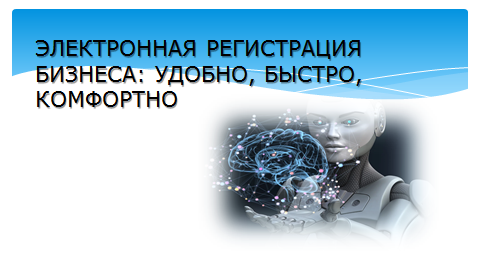 ЭЛЕКТРОННАЯ РЕГИСТРАЦИЯ
БИЗНЕСА: УДОБНО, БЫСТРО,
КОМФОРТНО